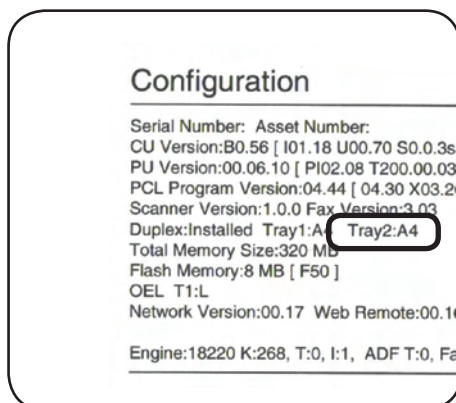 Configuration
Serial Number: Asset Number:
CU Version:B0.56 [ I01.18 U00.70 S0.0.3s
PU Version:00.06.10 [ PI02.08 T200.00.03
PCL Program Version:04.44 [ 04.30 X03.2
Scanner Version:1.0.0 Fax Version:3.03
Duplex:Installed Tray1:A4 Tray2:A4
Total Memory Size:320 MB
Flash Memory:8 MB [ F50 ]
OEL T1:L
Network Version:00.17 Web Remote:00.1
Engine:18220 K:268, T:0, I:1, ADF T:0, Fa